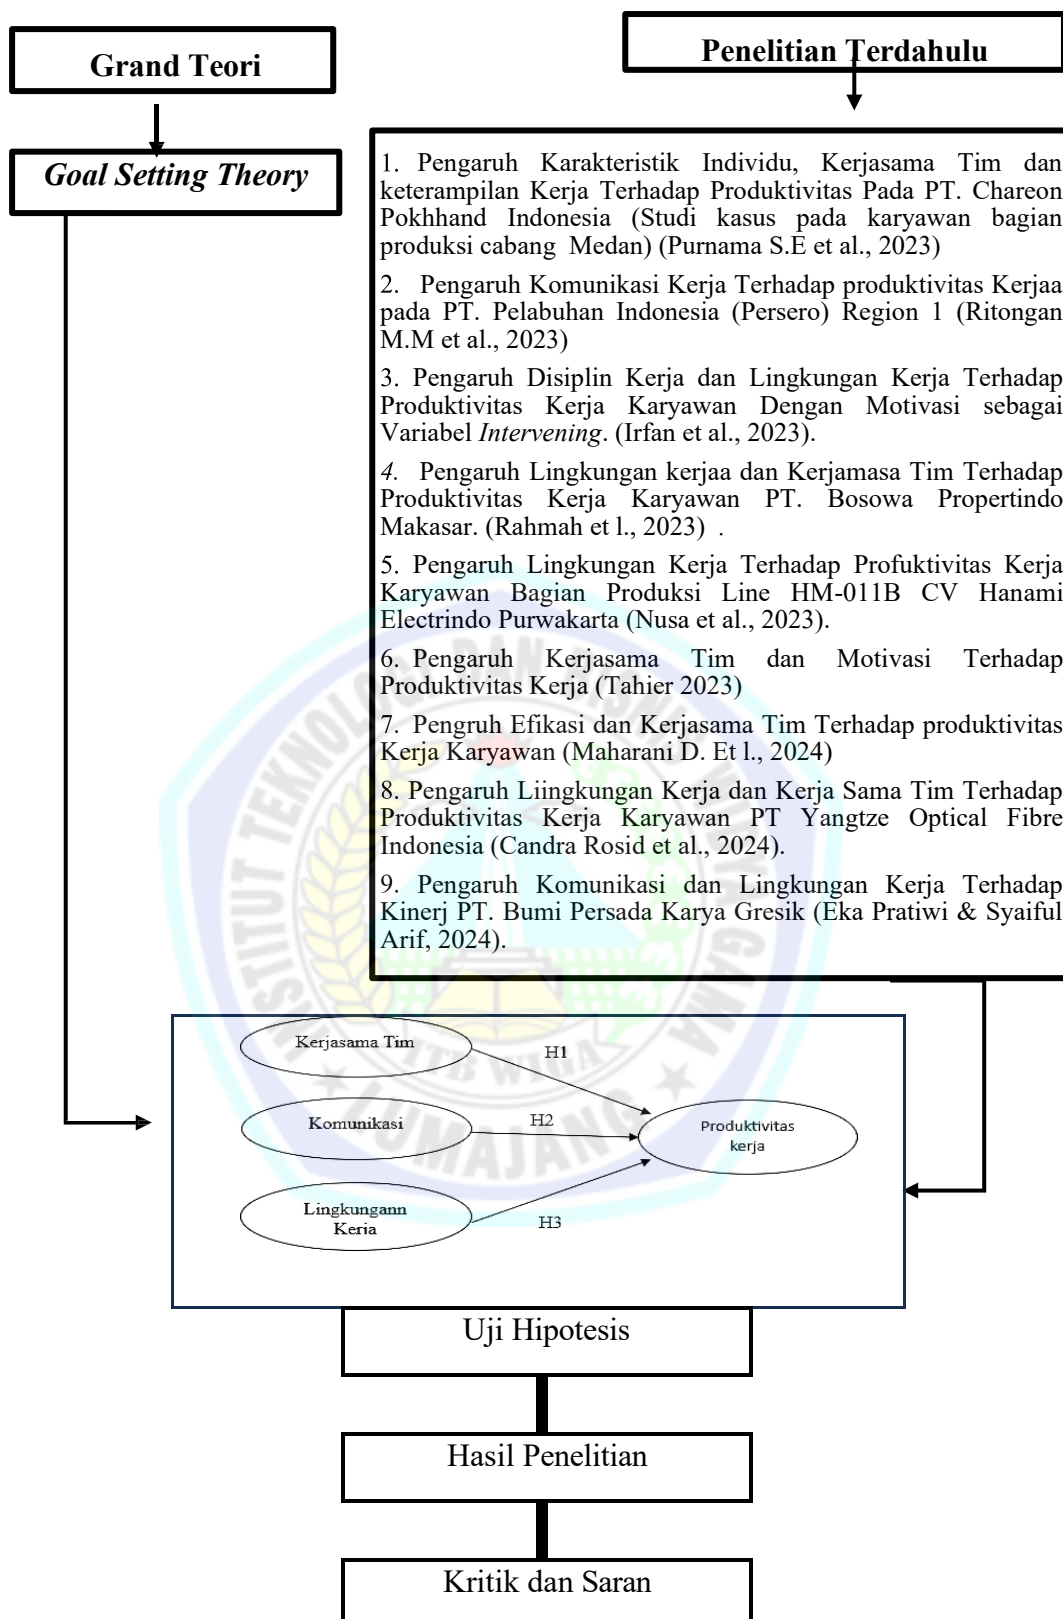 Grand Teori
Penelitian Terdahulu
Goal Setting Theory
1. Pengaruh Karakteristik Individu, Kerjasama Tim dan
keterampilan Kerja Terhadap Produktivitas Pada PT. Chareon
Pokhhand Indonesia (Studi kasus pada karyawan bagian
produksi cabang Medan) (Purnama S.E et al., 2023)
2. Pengaruh Komunikasi Kerja Terhadap produktivitas Kerjaa
pada PT. Pelabuhan Indonesia (Persero) Region 1 (Ritongan
M.M et al., 2023)
3. Pengaruh Disiplin Kerja dan Lingkungan Kerja Terhadap
Produktivitas Kerja Karyawan Dengan Motivasi sebagai
Variabel Intervening. (Irfan et al., 2023).
4. Pengaruh Lingkungan kerjaa dan Kerjamasa Tim Terhadap
Produktivitas Kerja Karyawan PT. Bosowa Propertindo
Makasar. (Rahmah et l., 2023) .
5. Pengaruh Lingkungan Kerja Terhadap Profuktivitas Kerja
Karyawan Bagian Produksi Line HM-011B CV Hanami
Electrindo Purwakarta (Nusa et al., 2023).
6. Pengaruh Kerjasama Tim dan Motivasi Terhadap
Produktivitas Kerja (Tahier 2023)
7. Pengruh Efikasi dan Kerjasama Tim Terhadap produktivitas
Kerja Karyawan (Maharani D. Et l., 2024)
8. Pengaruh Liingkungan Kerja dan Kerja Sama Tim Terhadap
Produktivitas Kerja Karyawan PT Yangtze Optical Fibre
Indonesia (Candra Rosid et al., 2024).
9. Pengaruh Komunikasi dan Lingkungan Kerja Terhadap
Kinerj PT. Bumi Persada Karya Gresik (Eka Pratiwi & Syaiful
Arif, 2024).
INSTITUT TEKNOLOGI DAN BISNIS WIDYA GAMA
ITB WIGA
LUMAJANG
Kerjasama Tim
H1
Komunikasi
H2
Produktivitas
kerja
Lingkungann
Kerja
H3
Uji Hipotesis
Hasil Penelitian
Kritik dan Saran